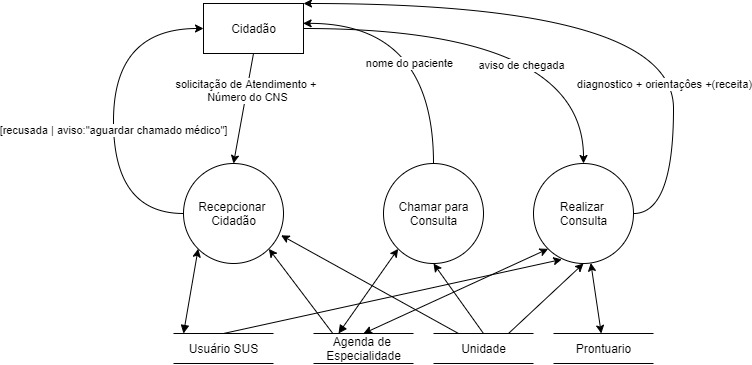 Cidadão
nome do paciente
aviso de chegada
solicitação de Atendimento +
Número do CNS
diagnostico + orientações +(receita)
[recusada | aviso:"aguardar chamado médico"]
Recepcionar
Cidadão
Chamar para
Consulta
Realizar
Consulta
Usuário SUS
Agenda de
Especialidade
Unidade
Prontuario